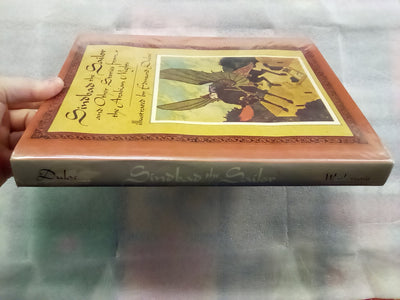 Sindbad the Sailor
and Other Stories from
the Arabian Nights
Illustrated by Edmund Dulac
Dulac
Sindbad the Sailor